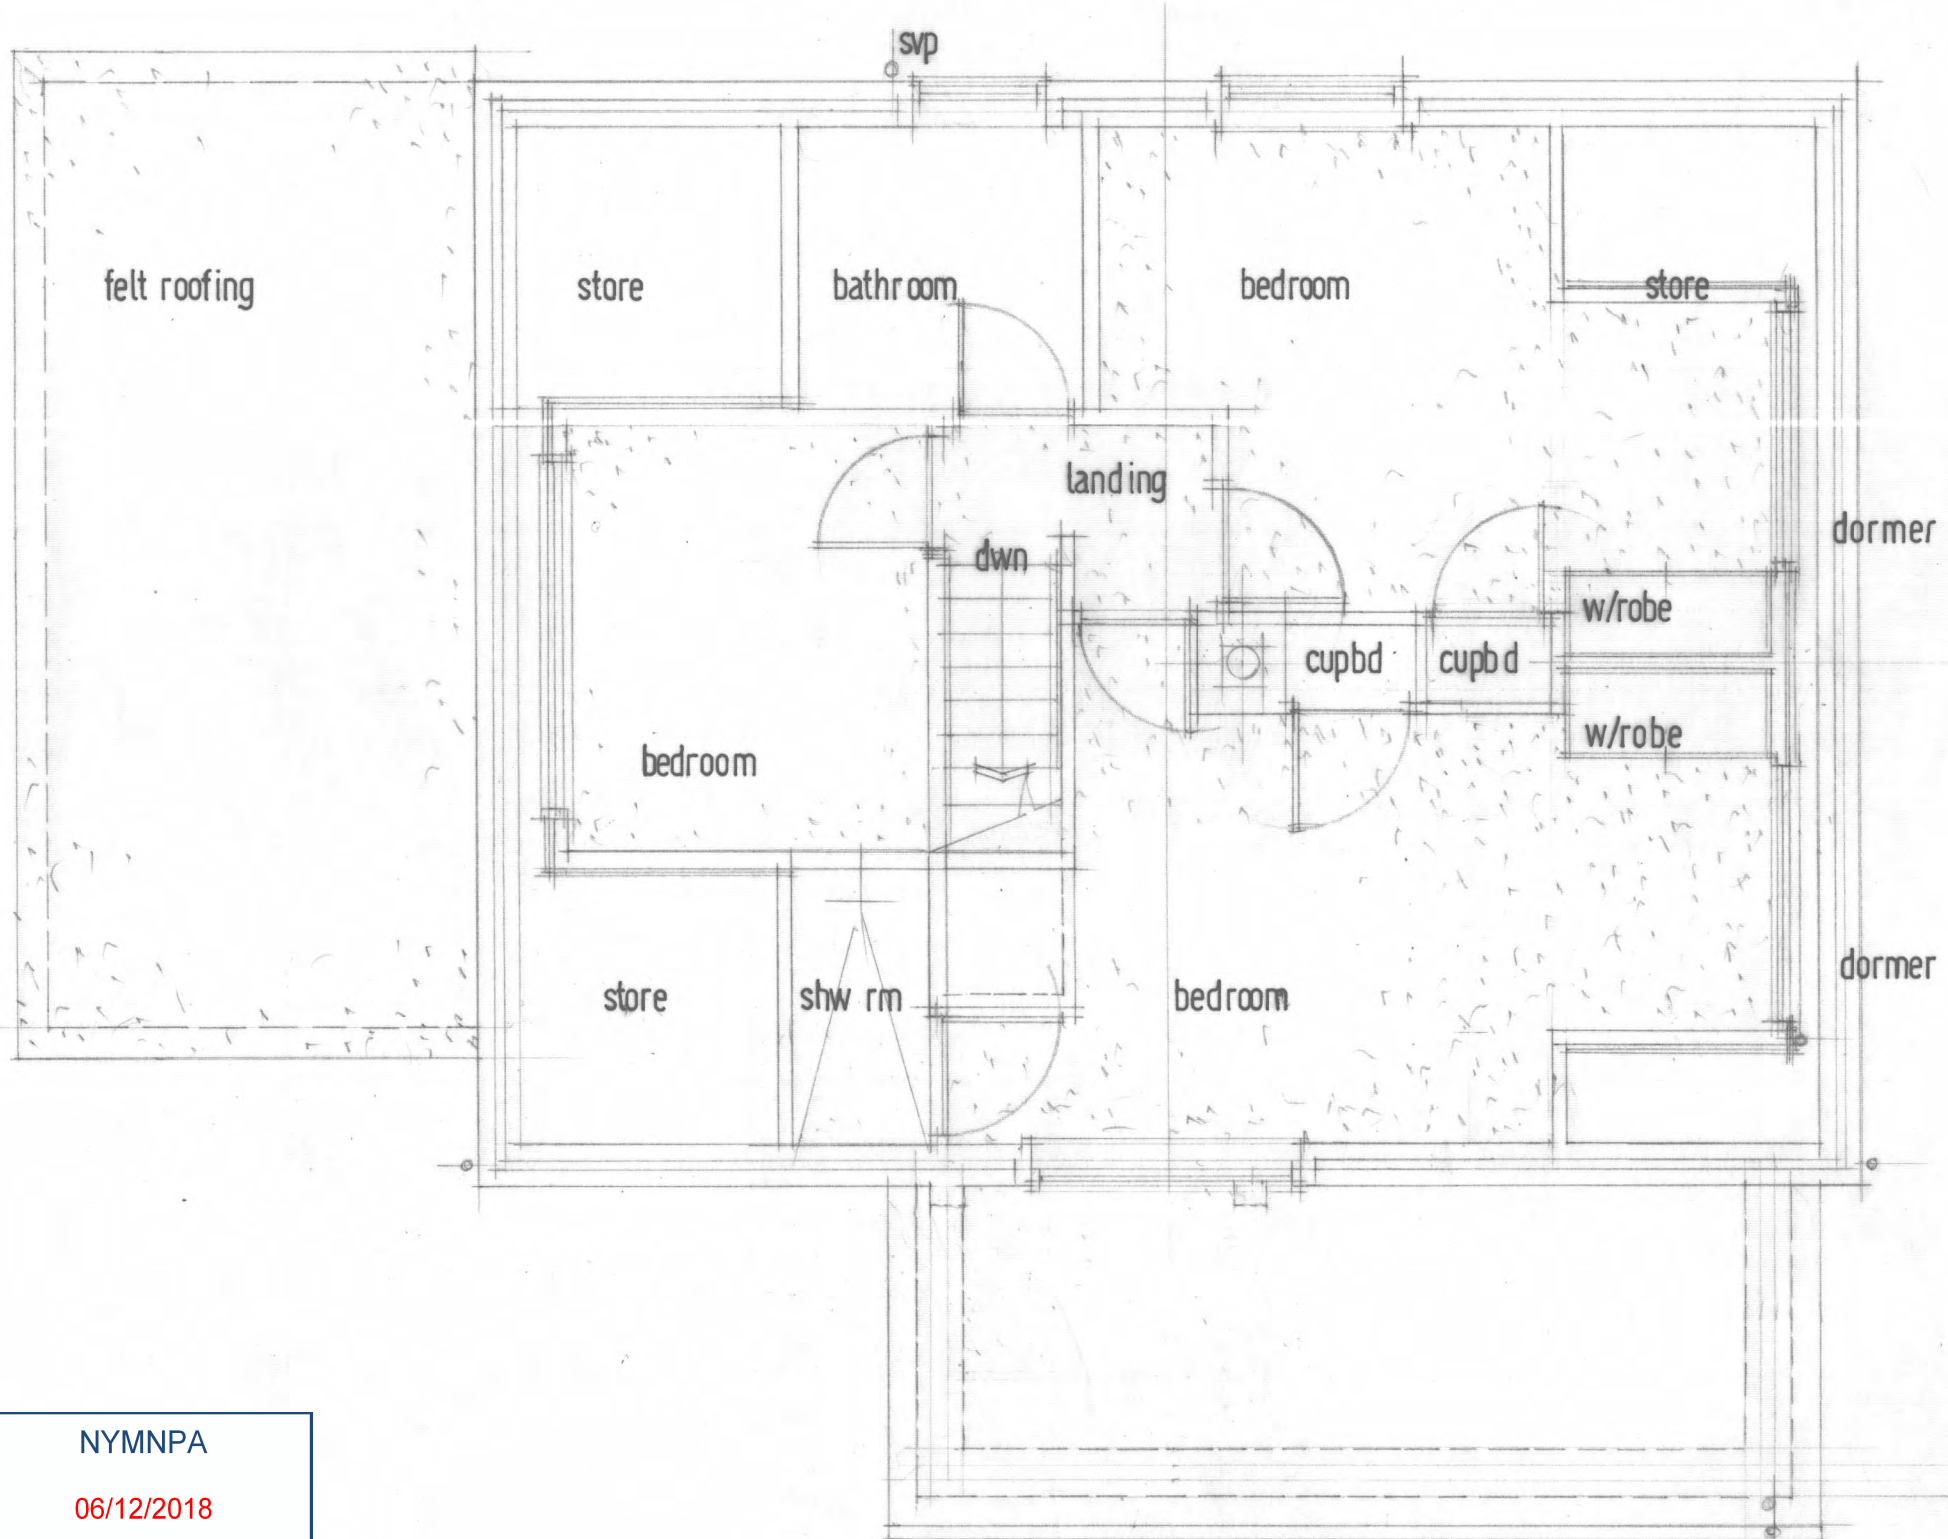 svp
felt roofing
store
bathroom
bedroom
store
landing
dormer
dwn
w/robe
cupbd
cupbd
w/robe
bedroom
dormer
store
shw rm
bedroom
NYMNPA
06/12/2018